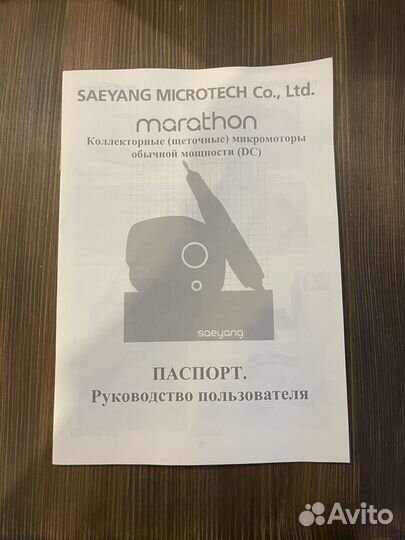 SAEYANG MICROTECH Co., Ltd.
marathon
Коллекторные (щеточные) микромоторы
обычной мощности (DC)
saeyang
ПАСПОРТ.
Руководство пользователя
Avito